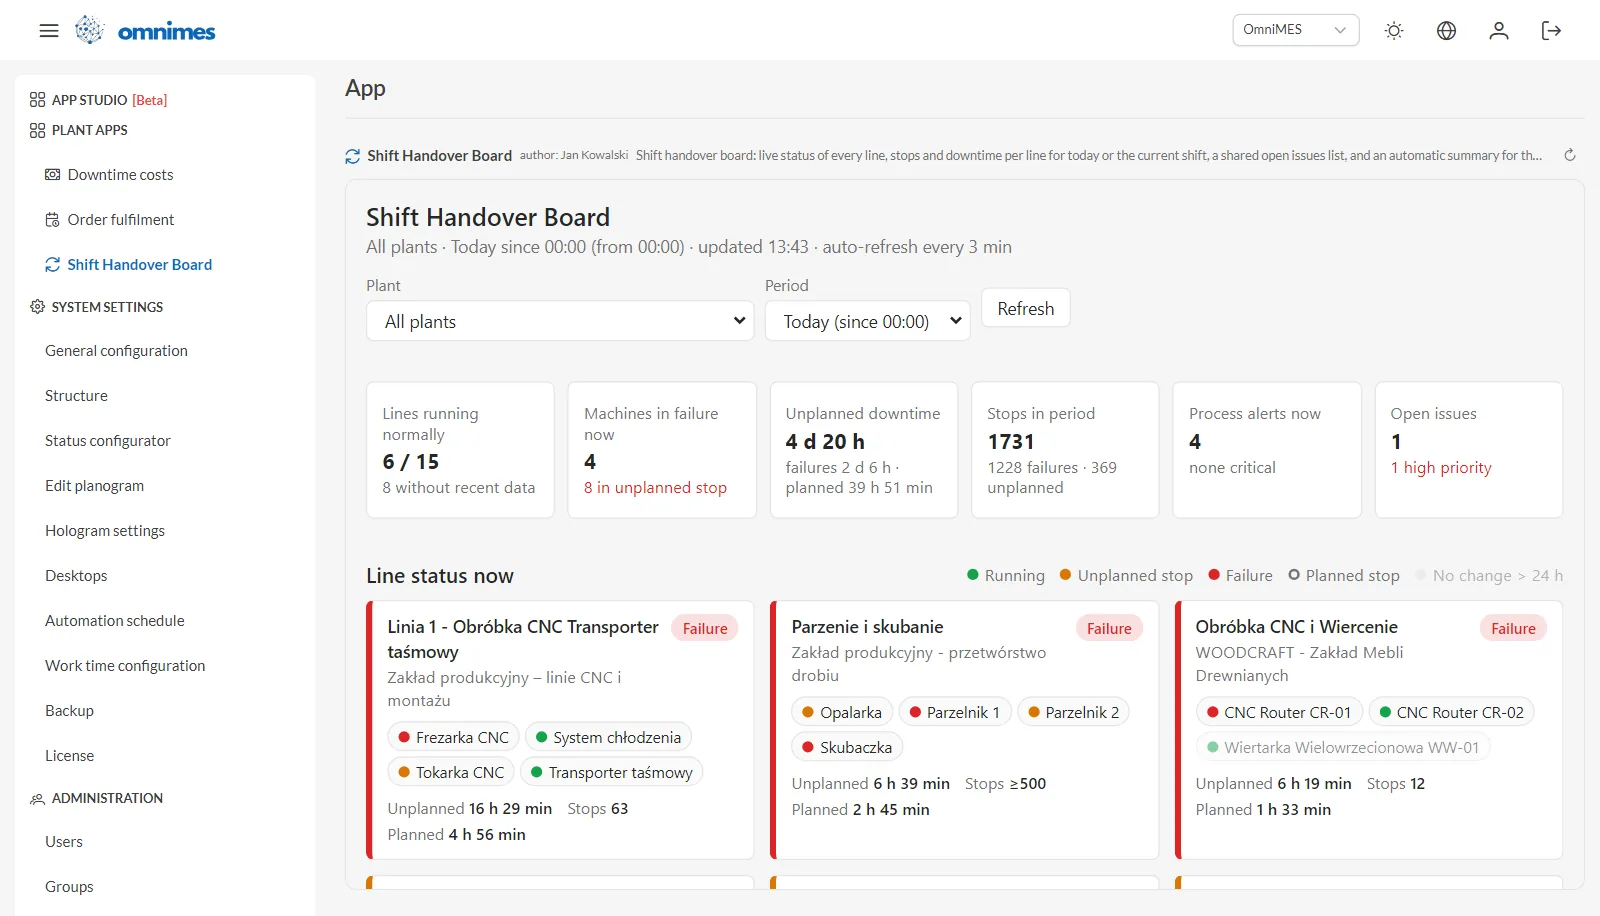 omnimes
OmniMES
APP STUDIO [Beta]
PLANT APPS
Downtime costs
Order fulfilment
Shift Handover Board
SYSTEM SETTINGS
General configuration
Structure
Status configurator
Edit planogram
Hologram settings
Desktops
Automation schedule
Work time configuration
Backup
License
ADMINISTRATION
Users
Groups
App
Shift Handover Board author: Jan Kowalski Shift handover board: live status of every line, stops and downtime per line for today or the current shift, a shared open issues list, and an automatic summary for th...
Shift Handover Board
All plants · Today since 00:00 (from 00:00) · updated 13:43 · auto-refresh every 3 min
Plant
All plants
Period
Today (since 00:00)
Refresh
Lines running
normally
6 / 15
8 without recent data
Machines in failure
now
4
8 in unplanned stop
Unplanned downtime
4 d 20 h
failures 2 d 6 h ·
planned 39 h 51 min
Stops in period
1731
1228 failures · 369
unplanned
Process alerts now
4
none critical
Open issues
1
1 high priority
Line status now
Running Unplanned stop Failure Planned stop No change > 24 h
Linia 1 - Obróbka CNC Transporter
taśmowy
Failure
Zakład produkcyjny – linie CNC i
montażu
Frezarka CNC System chłodzenia
Tokarka CNC Transporter taśmowy
Unplanned 16 h 29 min Stops 63
Planned 4 h 56 min
Parzenie i skubanie
Failure
Zakład produkcyjny - przetwórstwo
drobiu
Opalarka Parzelnik 1 Parzelnik 2
Skubaczka
Unplanned 6 h 39 min Stops ≥500
Planned 2 h 45 min
Obróbka CNC i Wiercenie
Failure
WOODCRAFT - Zakład Mebli
Drewnianych
CNC Router CR-01 CNC Router CR-02
Wiertarka Wielowrzecionowa WW-01
Unplanned 6 h 19 min Stops 12
Planned 1 h 33 min